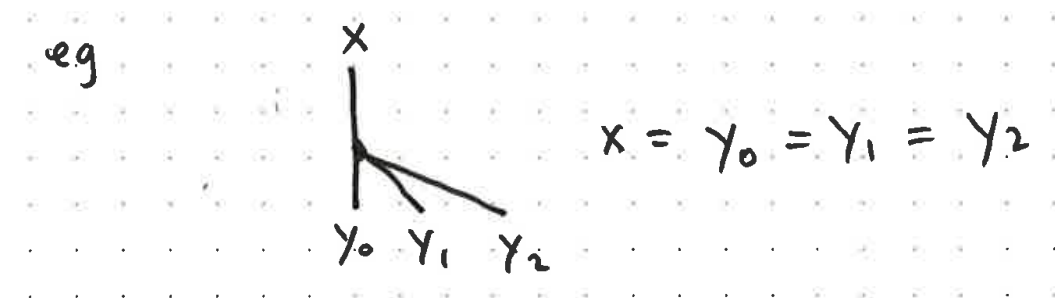 eg
X
x = y₀ = y₁ = y₂
y₀ y₁ y₂